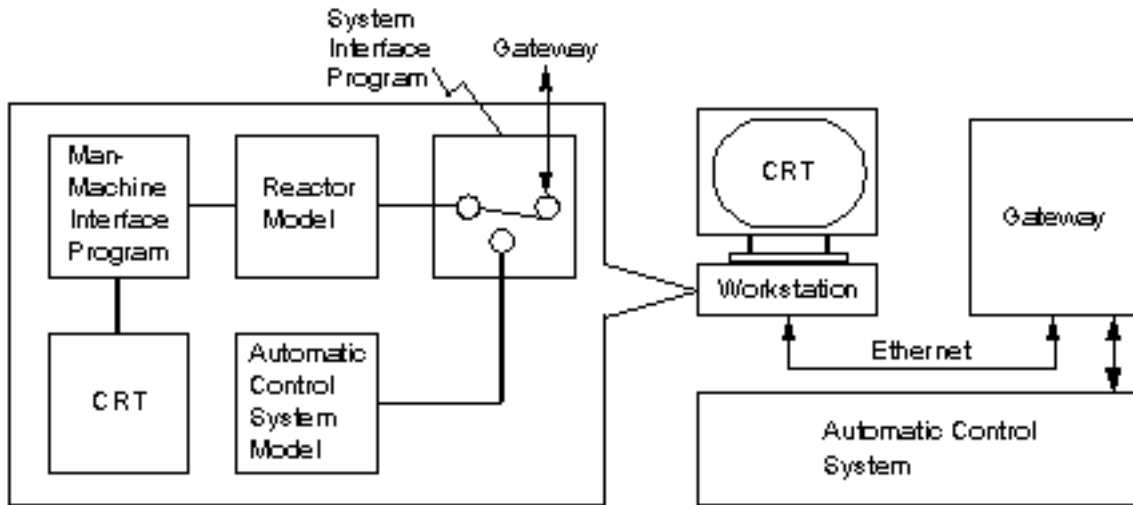 System
Interface
Program
Gateway
Man-
Machine
Interface
Program
Reactor
Model
CRT
Automatic
Control
System
Model
CRT
Workstation
Gateway
Ethernet
Automatic Control
System